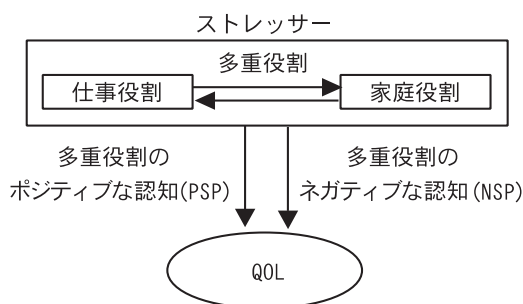 ストレッサー
多重役割
仕事役割
家庭役割
多重役割の
ポジティブな認知(PSP)
多重役割の
ネガティブな認知(NSP)
QOL